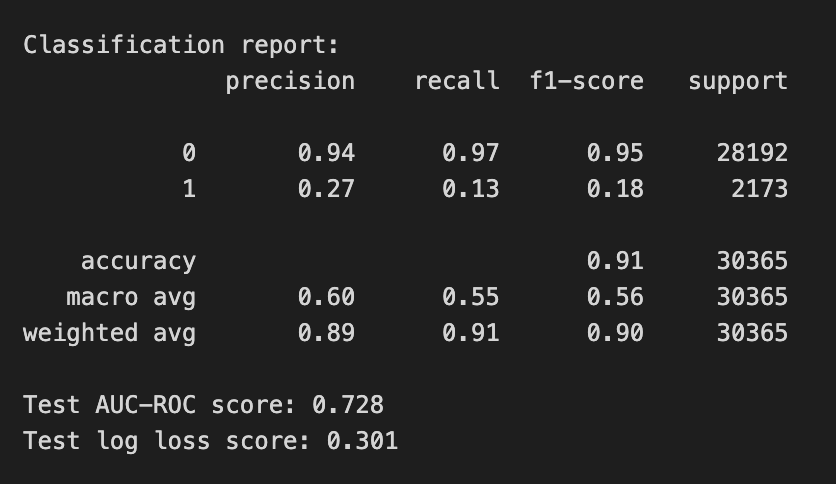 Classification report:
precision recall f1-score support
0 0.94 0.97 0.95 28192
1 0.27 0.13 0.18 2173
accuracy 0.91 30365
macro avg 0.60 0.55 0.56 30365
weighted avg 0.89 0.91 0.90 30365
Test AUC-ROC score: 0.728
Test log loss score: 0.301